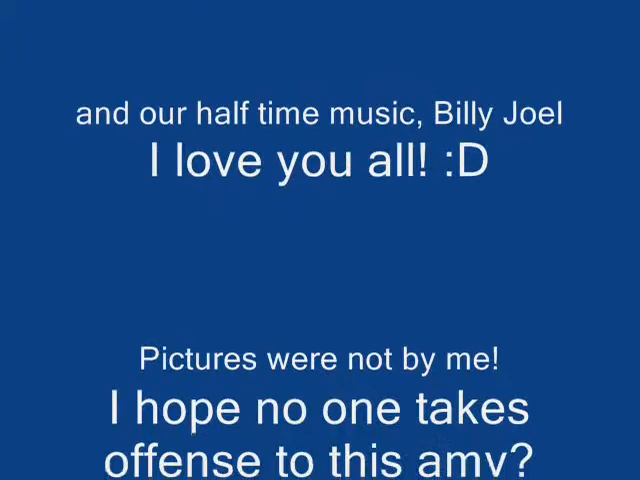 and our half time music, Billy Joel
I love you all! :D
Pictures were not by me!
I hope no one takes
offense to this amv?